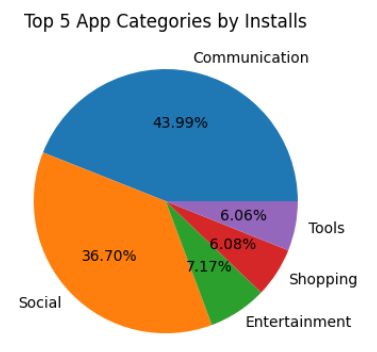 Top 5 App Categories by Installs
Communication
43.99%
6.06%
Tools
6.08%
36.70%
7.17%
Shopping
Social
Entertainment